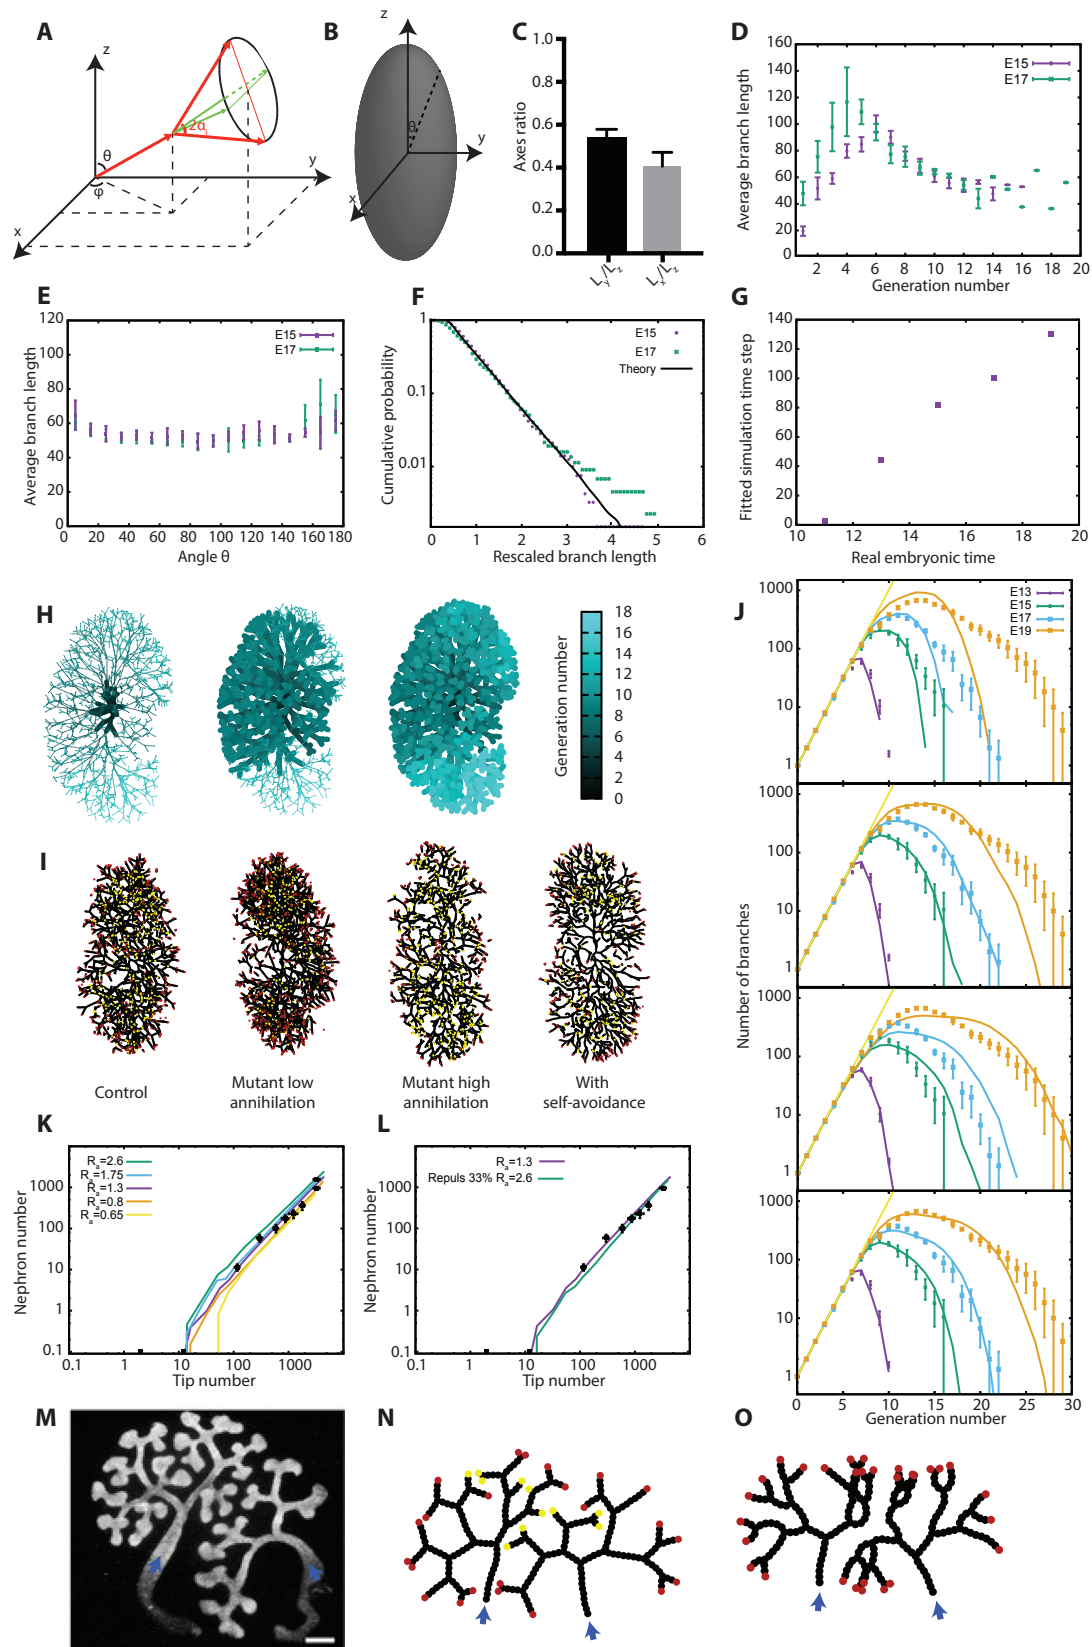 A
z
2α
θ
φ
y
x
B
z
θ
y
x
C
1.0
0.8
0.6
0.4
0.2
0.0
Axes ratio
Ly/Lz
Lx/Lz
D
160
140
120
100
80
60
40
20
0
Average branch length
E15
E17
2 4 6 8 10 12 14 16 18 20
Generation number
E
120
100
80
60
40
20
0
Average branch length
E15
E17
0 20 40 60 80 100 120 140 160 180
Angle θ
F
1
0.1
0.01
Cumulative probability
E15
E17
Theory
0 1 2 3 4 5 6
Rescaled branch length
G
140
120
100
80
60
40
20
0
Fitted simulation time step
10 12 14 16 18 20
Real embryonic time
H
Generation number
18
16
14
12
10
8
6
4
2
0
I
Control
Mutant low
annihilation
Mutant high
annihilation
With
self-avoidance
J
1000
100
10
1
E13
E15
E17
E19
1000
100
10
1
Number of branches
1000
100
10
1
1000
100
10
1
0 5 10 15 20 25 30
Generation number
K
Ra=2.6
Ra=1.75
Ra=1.3
Ra=0.8
Ra=0.65
1000
100
10
1
0.1
Nephron number
0.1 1 10 100 1000
Tip number
L
Ra=1.3
Repuls 33% Ra=2.6
1000
100
10
1
0.1
Nephron number
0.1 1 10 100 1000
Tip number
M
N
O